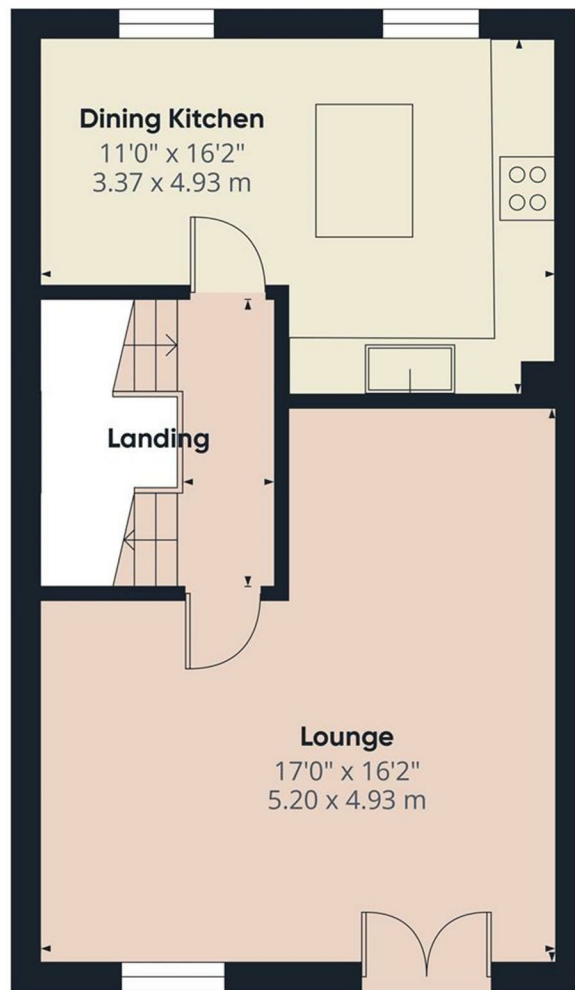 Dining Kitchen
11'0" x 16'2"
3.37 x 4.93 m
Landing
Lounge
17'0" x 16'2"
5.20 x 4.93 m